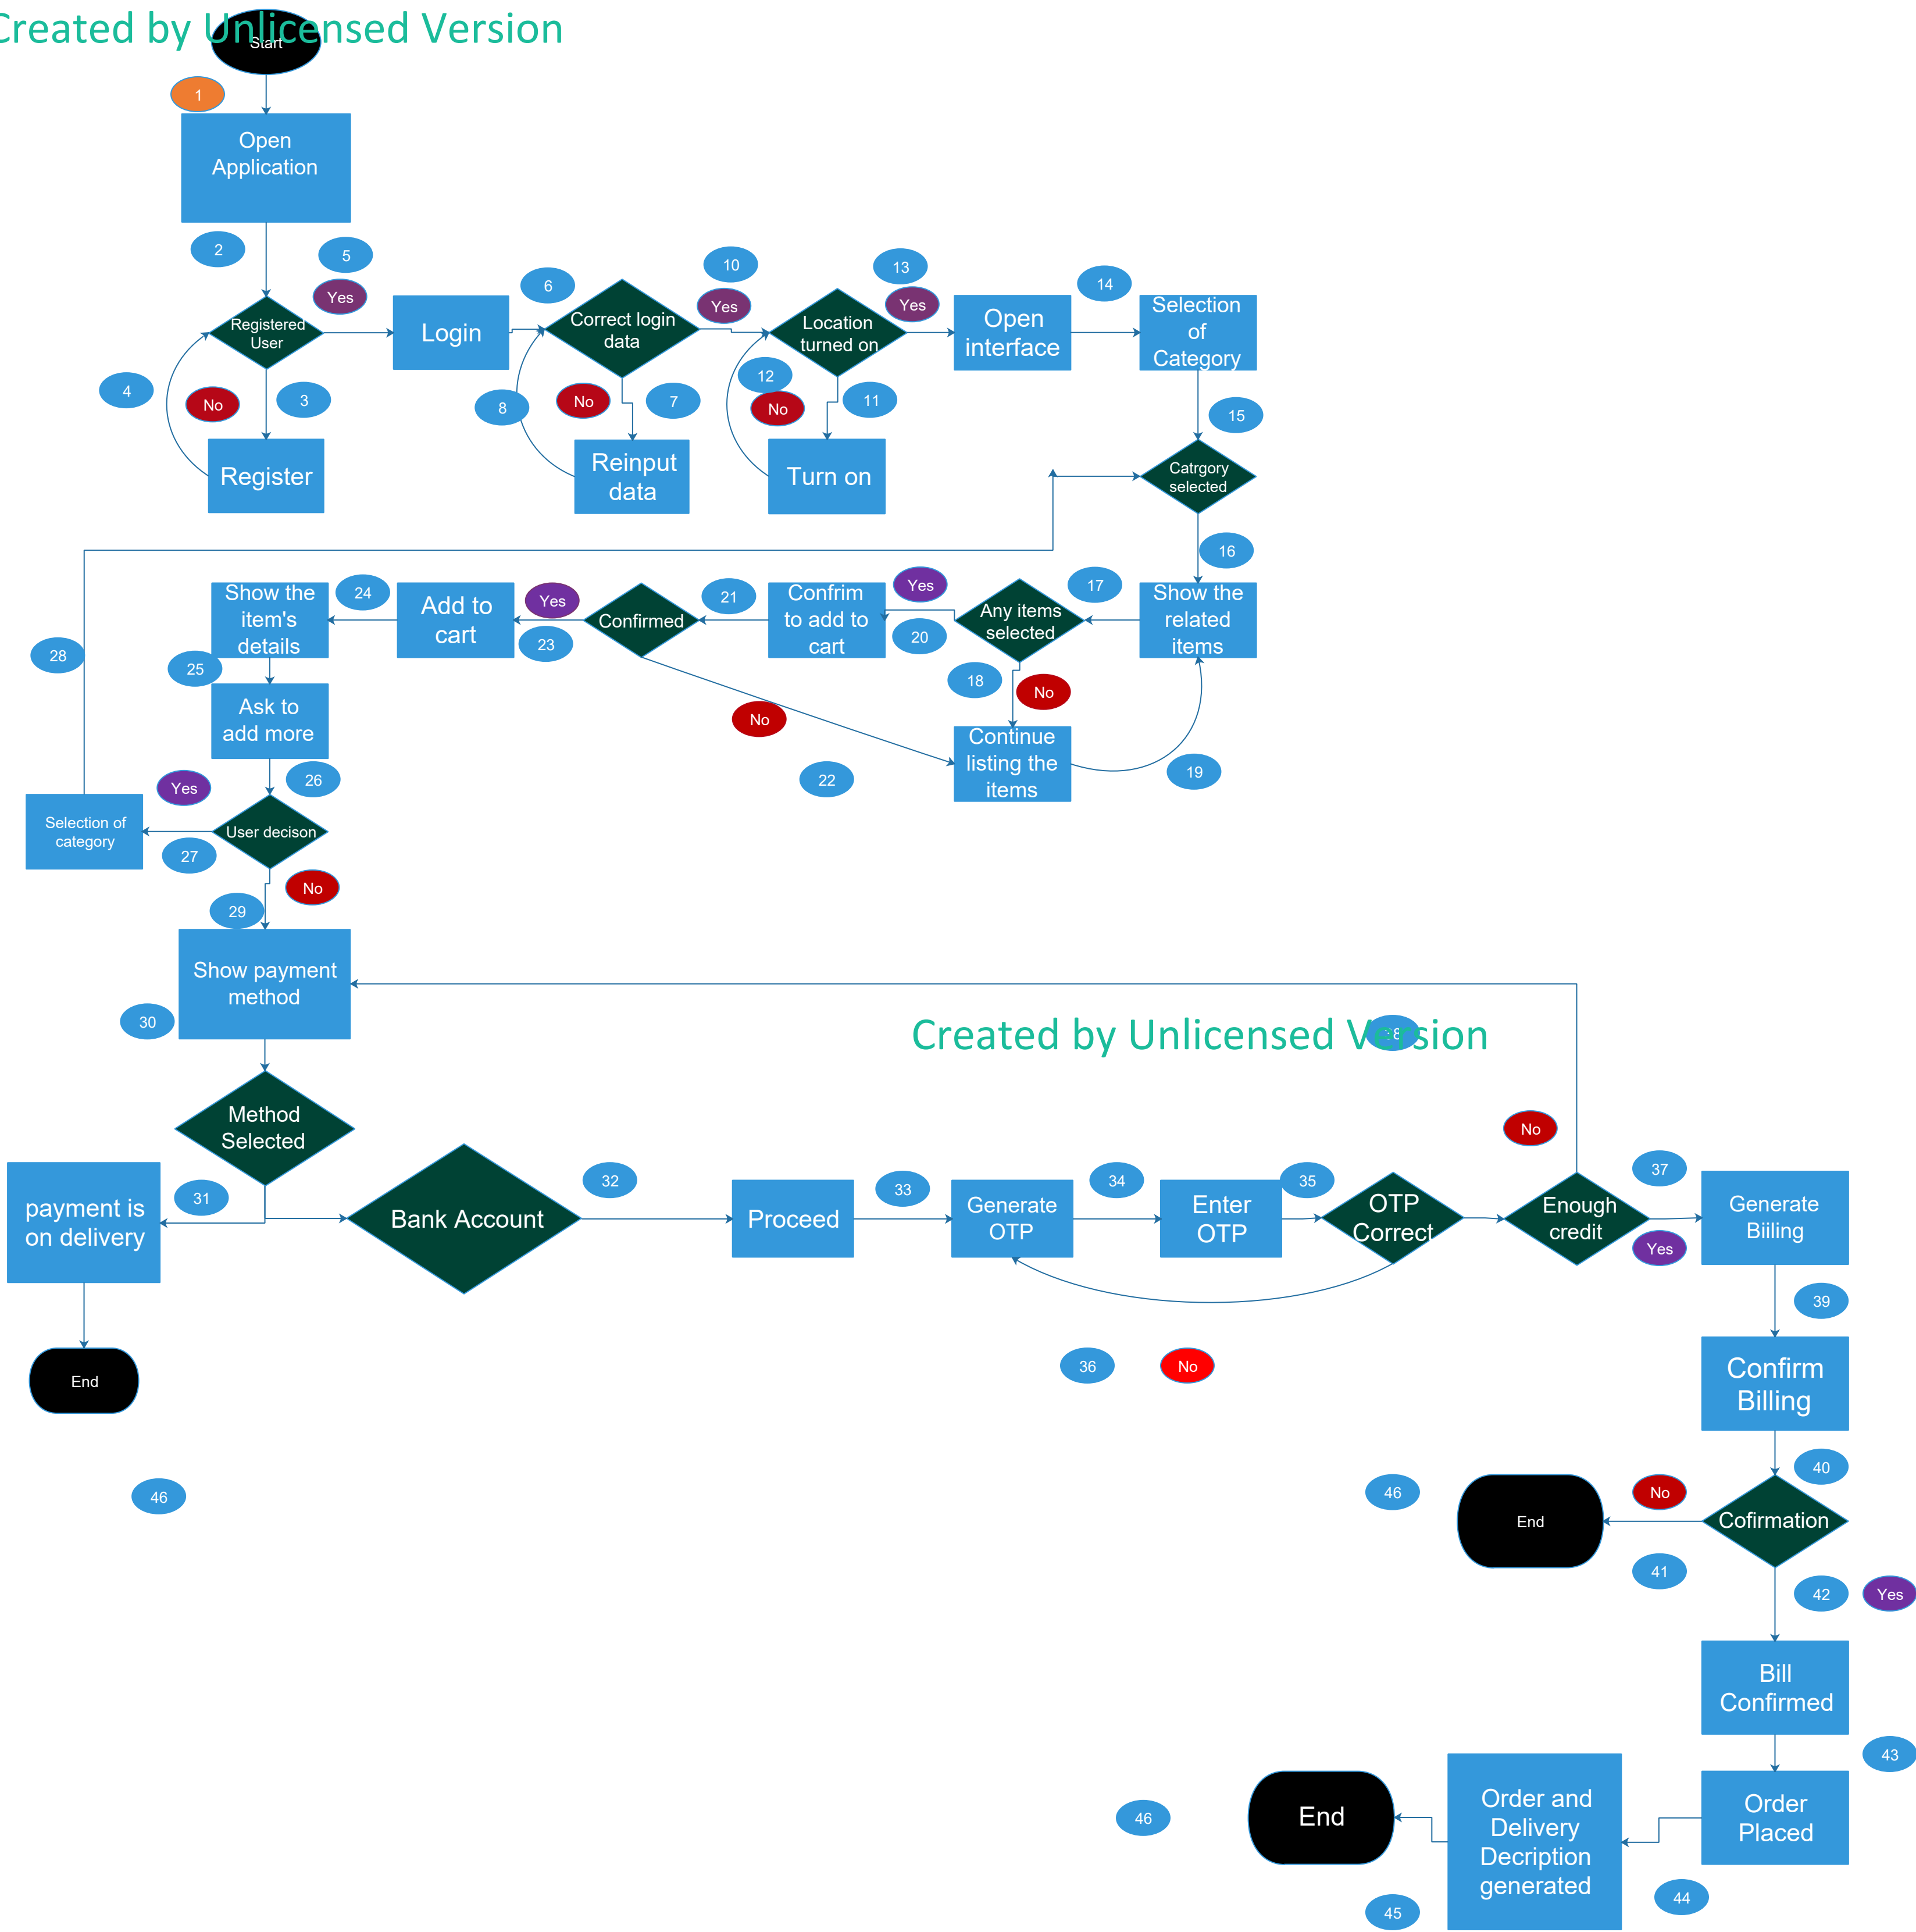 Created by Unlicensed Version
Start
1
Open
Application
2
5
Yes
Registered
User
4
No
3
Register
Login
6
Correct login
data
10
Yes
8
No
7
Reinput
data
Location
turned on
13
Yes
12
No
11
Turn on
Open
interface
14
Selection
of
Category
15
Catrgory
selected
16
Show the
related
items
17
Any items
selected
Yes
20
18
No
Continue
listing the
items
19
Confrim
to add to
cart
21
Confirmed
No
22
Yes
23
Add to
cart
24
Show the
item's
details
25
Ask to
add more
26
User decison
Yes
27
Selection of
category
28
No
29
Show payment
method
30
Created by Unlicensed Version
38
Method
Selected
31
payment is
on delivery
End
46
Bank Account
32
Proceed
33
Generate
OTP
34
Enter
OTP
35
OTP
Correct
36
No
Enough
credit
No
37
Yes
Generate
Biiling
39
Confirm
Billing
40
Cofirmation
No
41
End
46
42
Yes
Bill
Confirmed
43
Order
Placed
44
Order and
Delivery
Decription
generated
45
End
46